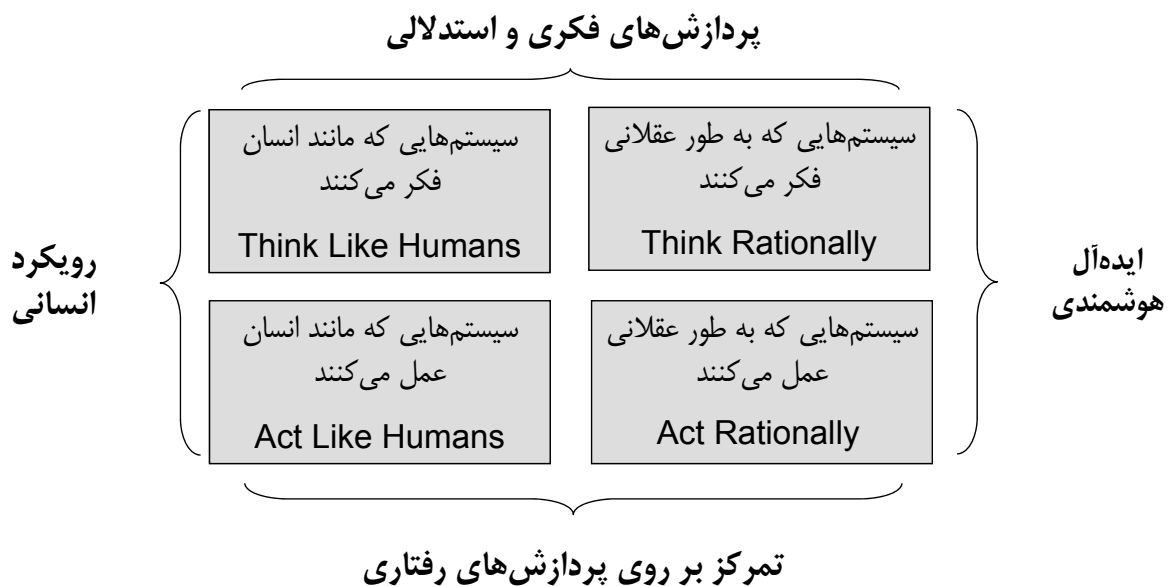 پردازش‌های فکری و استدلالی
سیستم‌هایی که به طور عقلانی
فکر می‌کنند
Think Rationally
سیستم‌هایی که مانند انسان
فکر می‌کنند
Think Like Humans
ایده‌آل
هوشمندی
رویکرد
انسانی
سیستم‌هایی که به طور عقلانی
عمل می‌کنند
Act Rationally
سیستم‌هایی که مانند انسان
عمل می‌کنند
Act Like Humans
تمرکز بر روی پردازش‌های رفتاری